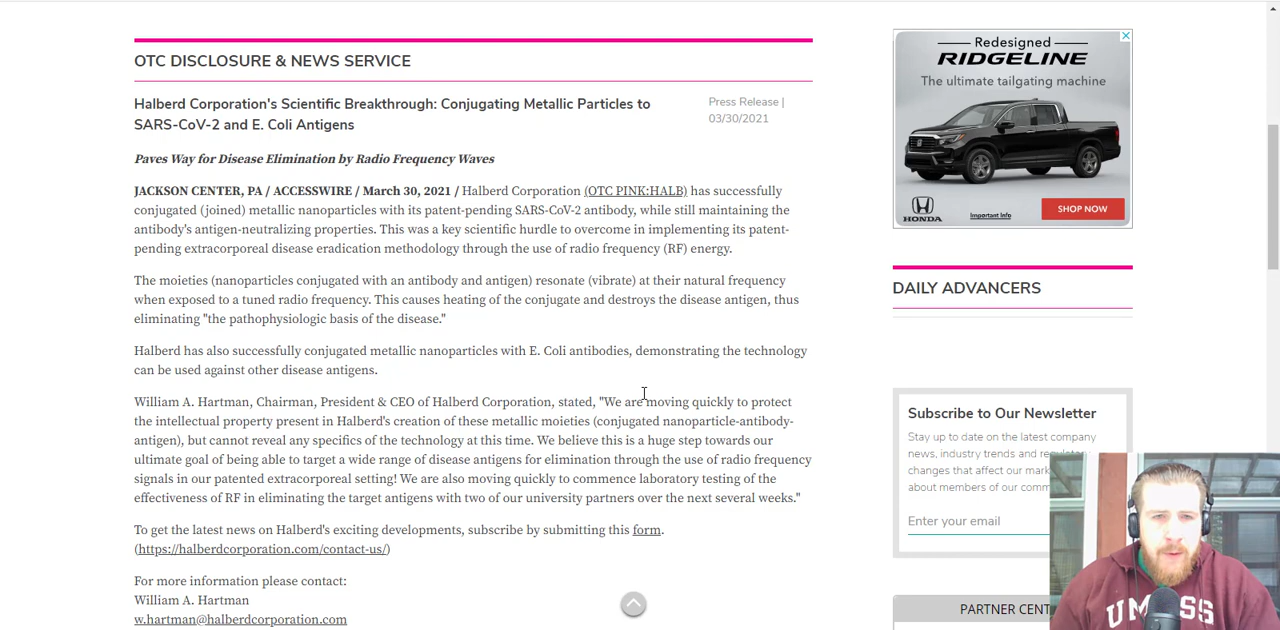 OTC DISCLOSURE & NEWS SERVICE
Halberd Corporation's Scientific Breakthrough: Conjugating Metallic Particles to
SARS-CoV-2 and E. Coli Antigens
Press Release |
03/30/2021
Paves Way for Disease Elimination by Radio Frequency Waves
JACKSON CENTER, PA / ACCESSWIRE / March 30, 2021 / Halberd Corporation (OTC PINK:HALB) has successfully
conjugated (joined) metallic nanoparticles with its patent-pending SARS-CoV-2 antibody, while still maintaining the
antibody's antigen-neutralizing properties. This was a key scientific hurdle to overcome in implementing its patent-
pending extracorporeal disease eradication methodology through the use of radio frequency (RF) energy.
The moieties (nanoparticles conjugated with an antibody and antigen) resonate (vibrate) at their natural frequency
when exposed to a tuned radio frequency. This causes heating of the conjugate and destroys the disease antigen, thus
eliminating "the pathophysiologic basis of the disease."
Halberd has also successfully conjugated metallic nanoparticles with E. Coli antibodies, demonstrating the technology
can be used against other disease antigens.
William A. Hartman, Chairman, President & CEO of Halberd Corporation, stated, "We are moving quickly to protect
the intellectual property present in Halberd's creation of these metallic moieties (conjugated nanoparticle-antibody-
antigen), but cannot reveal any specifics of the technology at this time. We believe this is a huge step towards our
ultimate goal of being able to target a wide range of disease antigens for elimination through the use of radio frequency
signals in our patented extracorporeal setting! We are also moving quickly to commence laboratory testing of the
effectiveness of RF in eliminating the target antigens with two of our university partners over the next several weeks."
To get the latest news on Halberd's exciting developments, subscribe by submitting this form.
(https://halberdcorporation.com/contact-us/)
For more information please contact:
William A. Hartman
w.hartman@halberdcorporation.com
Redesigned
RIDGELINE
The ultimate tailgating machine
HONDA
Important Info
SHOP NOW
DAILY ADVANCERS
Subscribe to Our Newsletter
Stay up to date on the latest company
news, industry trends and
changes that affect our
about members of our
Enter your email
PARTNER